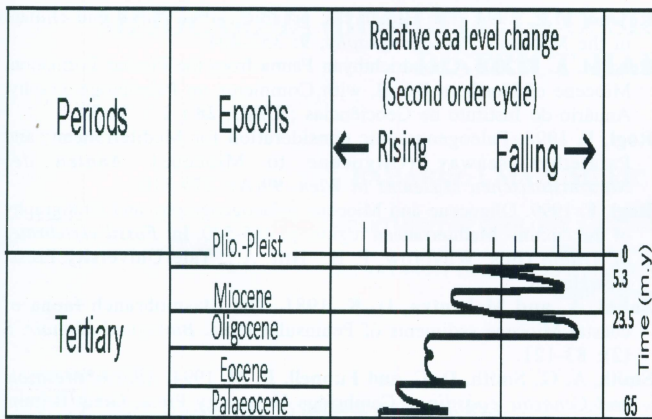 Periods
Epochs
Relative sea level change
(Second order cycle)
Rising
Falling
Time (m.y)
Plio.-Pleist.
0
5.3
Tertiary
Miocene
23.5
Oligocene
Eocene
Palaeocene
65